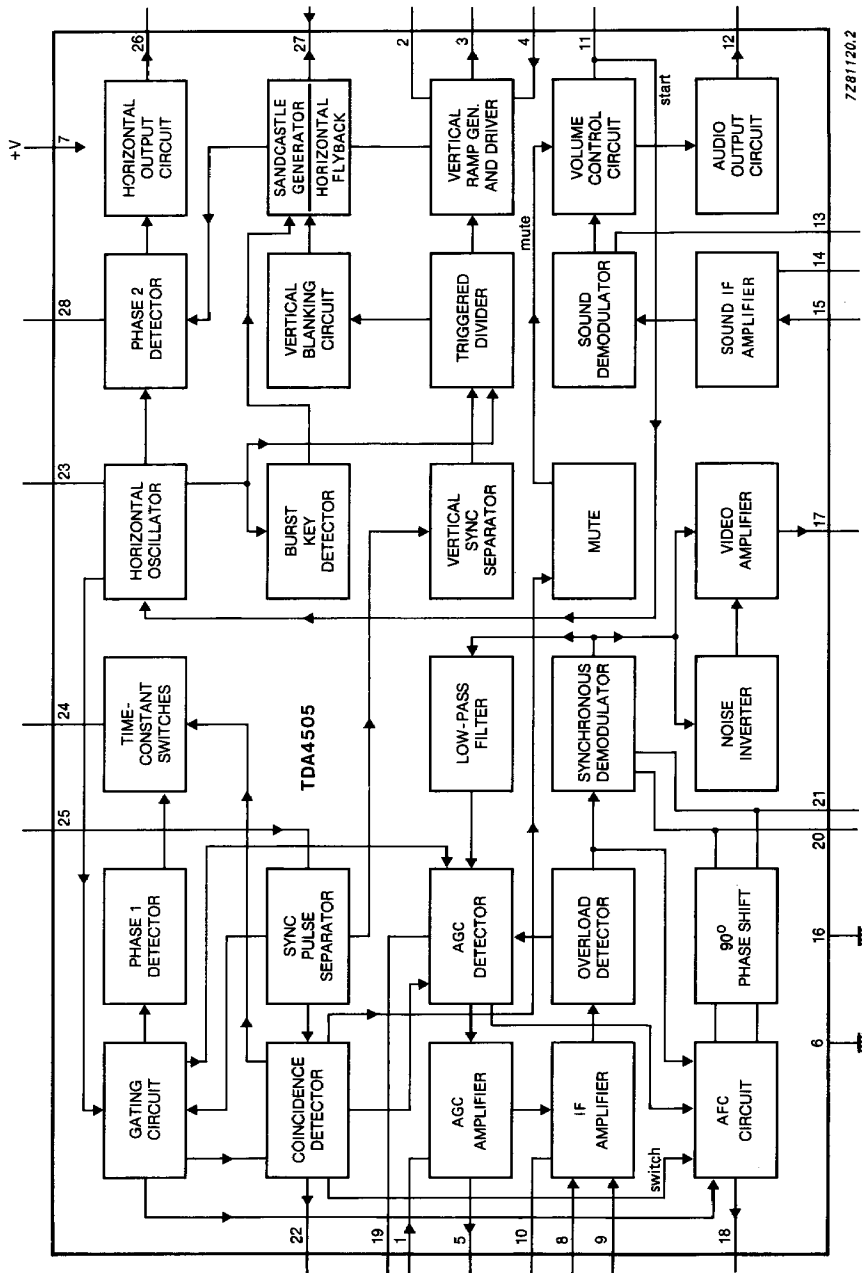 +V
7
26
27
2
3
4
11
12
HORIZONTAL
OUTPUT
CIRCUIT
SANDCASTLE
GENERATOR
HORIZONTAL
FLYBACK
VERTICAL
RAMP GEN.
AND DRIVER
VOLUME
CONTROL
CIRCUIT
start
AUDIO
OUTPUT
CIRCUIT
7Z81120.2
28
PHASE 2
DETECTOR
VERTICAL
BLANKING
CIRCUIT
TRIGGERED
DIVIDER
mute
SOUND
DEMODULATOR
SOUND IF
AMPLIFIER
13
14
15
23
HORIZONTAL
OSCILLATOR
BURST
KEY
DETECTOR
VERTICAL
SYNC
SEPARATOR
MUTE
VIDEO
AMPLIFIER
17
24
TIME-
CONSTANT
SWITCHES
TDA4505
LOW-PASS
FILTER
SYNCHRONOUS
DEMODULATOR
NOISE
INVERTER
21
20
25
PHASE 1
DETECTOR
SYNC
PULSE
SEPARATOR
AGC
DETECTOR
OVERLOAD
DETECTOR
90°
PHASE SHIFT
16
6
GATING
CIRCUIT
COINCIDENCE
DETECTOR
AGC
AMPLIFIER
IF
AMPLIFIER
switch
AFC
CIRCUIT
22
19
1
5
10
8
9
18